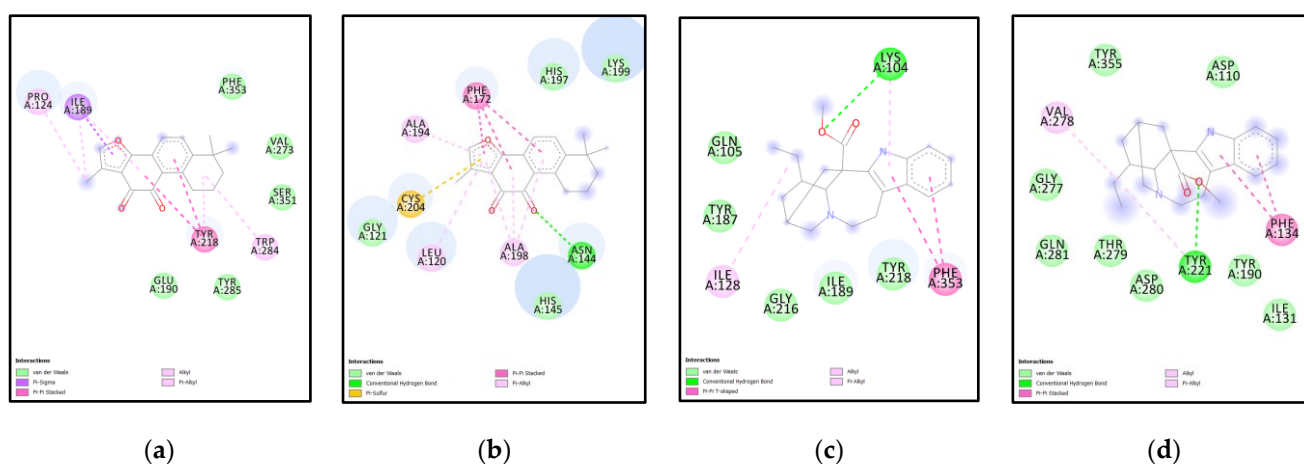 PHE
A:353
PRO
A:124
ILE
A:189
O
VAL
A:273
SER
A:351
O
O
TYR
A:218
TRP
A:284
GLU
A:190
TYR
A:285
Interactions
van der Waals
Pi-Sigma
Pi-Pi Stacked
Alkyl
Pi-Alkyl
(a)
LYS
A:199
HIS
A:197
PHE
A:172
ALA
A:194
O
CYS
A:204
O
O
GLY
A:121
LEU
A:120
ALA
A:198
ASN
A:144
HIS
A:145
Interactions
van der Waals
Conventional Hydrogen Bond
Pi-Sulfur
Pi-Pi Stacked
Pi-Alkyl
(b)
LYS
A:104
O
O
GLN
A:105
N
TYR
A:187
N
ILE
A:128
GLY
A:216
ILE
A:189
TYR
A:218
PHE
A:353
Interactions
van der Waals
Conventional Hydrogen Bond
Pi-Pi T-shaped
Alkyl
Pi-Alkyl
(c)
TYR
A:355
ASP
A:110
VAL
A:278
N
GLY
A:277
O
O
N
PHE
A:134
GLN
A:281
THR
A:279
ASP
A:280
TYR
A:221
TYR
A:190
ILE
A:131
Interactions
van der Waals
Conventional Hydrogen Bond
Pi-Pi Stacked
Alkyl
Pi-Alkyl
(d)